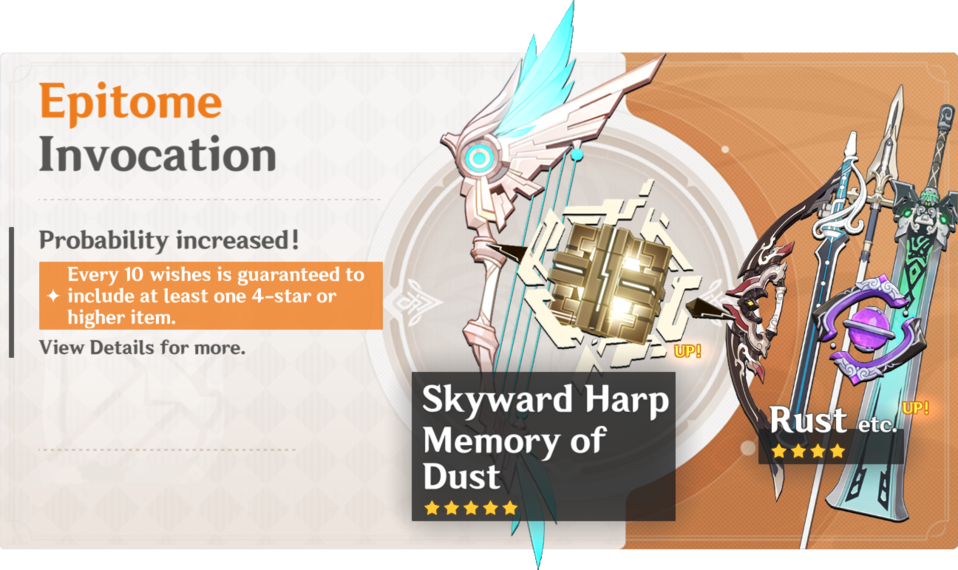 Epitome
Invocation
Probability increased!
Every 10 wishes is guaranteed to
include at least one 4-star or
higher item.
View Details for more.
UP!
Skyward Harp
Memory of
Dust
UP!
Rust etc.